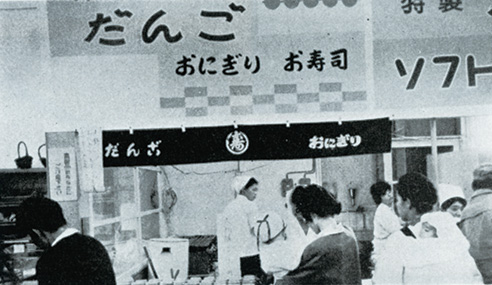 だんご
特製
おにぎり お寿司
ソフト
だんご 寿 おにぎり